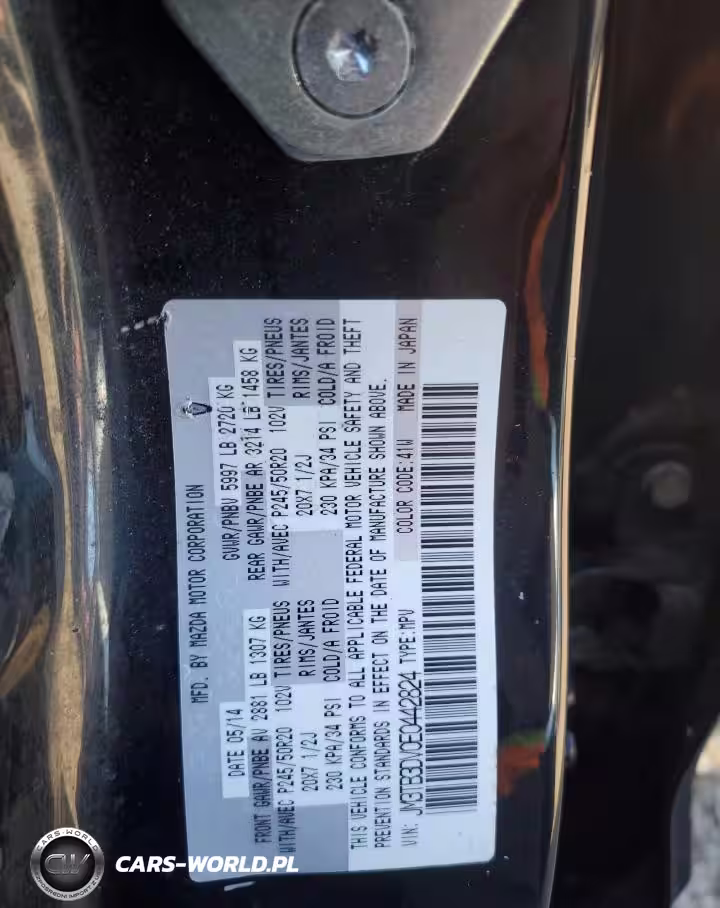 MFD. BY MAZDA MOTOR CORPORATION
DATE 05/14 GVWR/PNBV 5997 LB 2720 KG
FRONT GAWR/PNBE AV 2881 LB 1307 KG REAR GAWR/PNBE AR 3214 LB 1458 KG
WITH/AVEC P245/50R20 102V TIRES/PNEUS WITH/AVEC P245/50R20 102V TIRES/PNEUS
20X7 1/2J RIMS/JANTES 20X7 1/2J RIMS/JANTES
230 KPA/34 PSI COLD/A FROID 230 KPA/34 PSI COLD/A FROID
THIS VEHICLE CONFORMS TO ALL APPLICABLE FEDERAL MOTOR VEHICLE SAFETY AND THEFT
PREVENTION STANDARDS IN EFFECT ON THE DATE OF MANUFACTURE SHOWN ABOVE.
VIN: JM3TB3DV0E0442824 TYPE:MPV COLOR CODE:41W MADE IN JAPAN
CARS-WORLD
CW
CARS-WORLD.PL